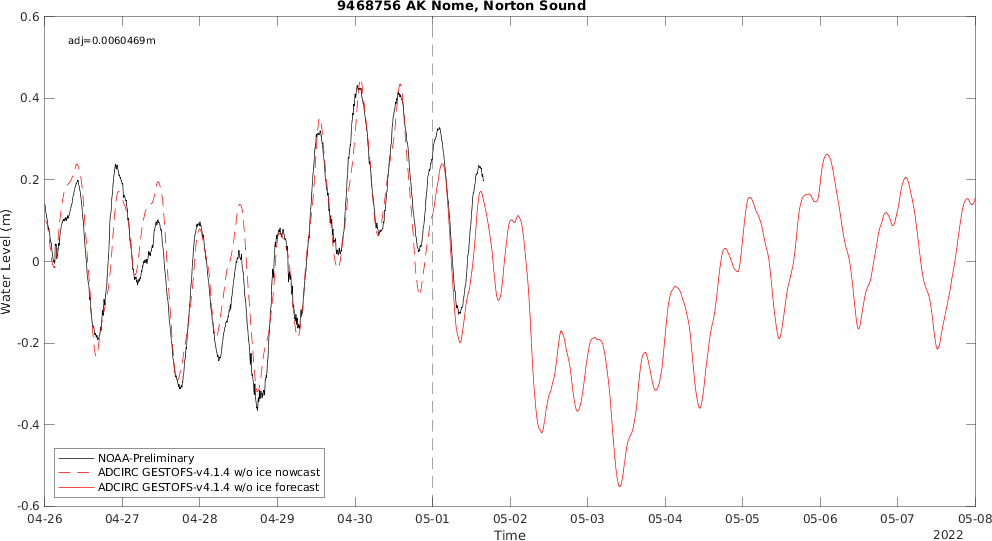 9468756 AK Nome, Norton Sound
adj=0.0060469m
0.6
0.4
0.2
0
-0.2
-0.4
-0.6
Water Level (m)
NOAA-Preliminary
ADCIRC GESTOFS-v4.1.4 w/o ice nowcast
ADCIRC GESTOFS-v4.1.4 w/o ice forecast
04-26 04-27 04-28 04-29 04-30 05-01 05-02 05-03 05-04 05-05 05-06 05-07 05-08
Time
2022